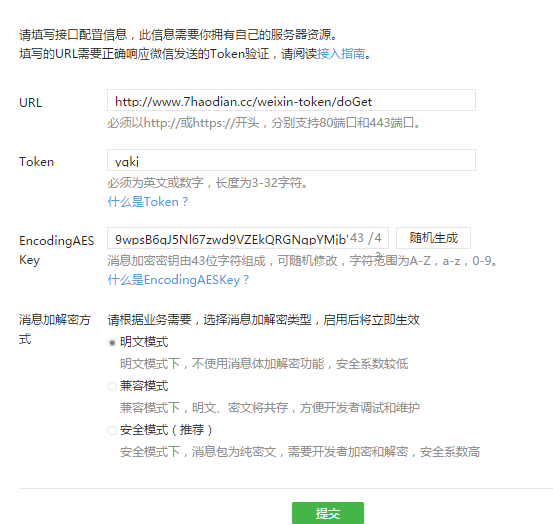 请填写接口配置信息，此信息需要你拥有自己的服务器资源。
填写的URL需要正确响应微信发送的Token验证，请阅读接入指南。
URL
http://www.7haodian.cc/weixin-token/doGet
必须以http://或https://开头，分别支持80端口和443端口。
Token
必须为英文或数字，长度为3-32字符。
什么是Token？
EncodingAES
Key
43 /4
随机生成
消息加密密钥由43位字符组成，可随机修改，字符范围为A-Z，a-z，0-9。
什么是EncodingAESKey？
消息加解密方
式
请根据业务需要，选择消息加解密类型，启用后将立即生效
明文模式
明文模式下，不使用消息体加解密功能，安全系数较低
兼容模式
兼容模式下，明文、密文将共存，方便开发者调试和维护
安全模式（推荐）
安全模式下，消息包为纯密文，需要开发者加密和解密，安全系数高
提交